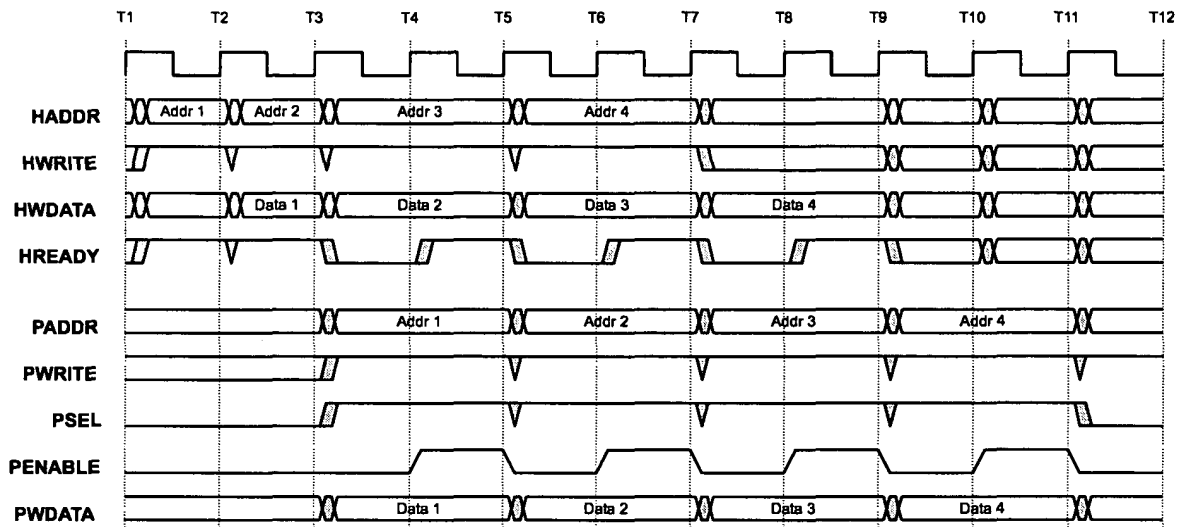 T1 T2 T3 T4 T5 T6 T7 T8 T9 T10 T11 T12
HADDR Addr 1 Addr 2 Addr 3 Addr 4
HWRITE
HWDATA Data 1 Data 2 Data 3 Data 4
HREADY
PADDR Addr 1 Addr 2 Addr 3 Addr 4
PWRITE
PSEL
PENABLE
PWDATA Data 1 Data 2 Data 3 Data 4